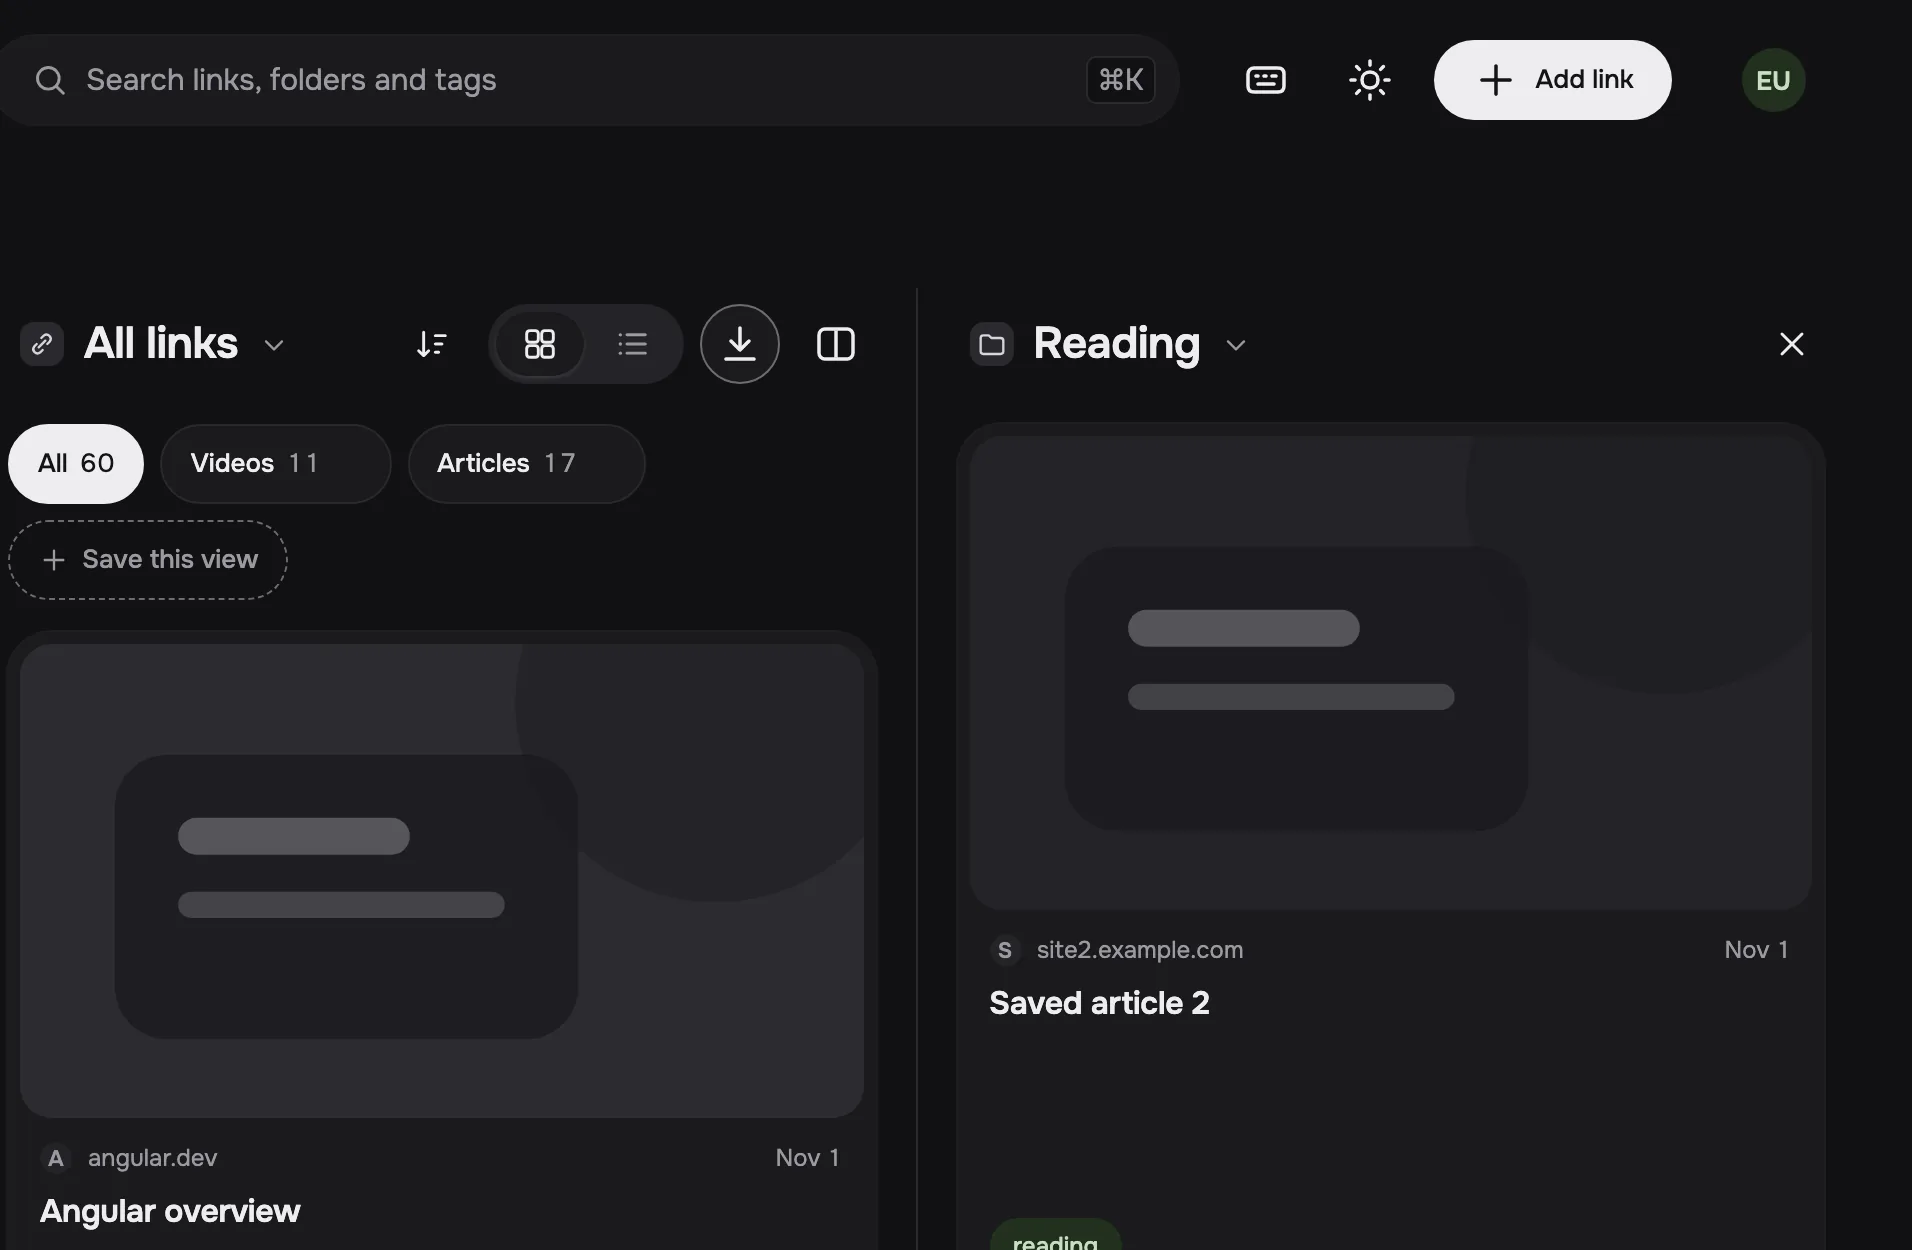 Search links, folders and tags ⌘K Add link EU
All links
All 60 Videos 11 Articles 17
Save this view
A angular.dev Nov 1
Angular overview
Reading
S site2.example.com Nov 1
Saved article 2
reading